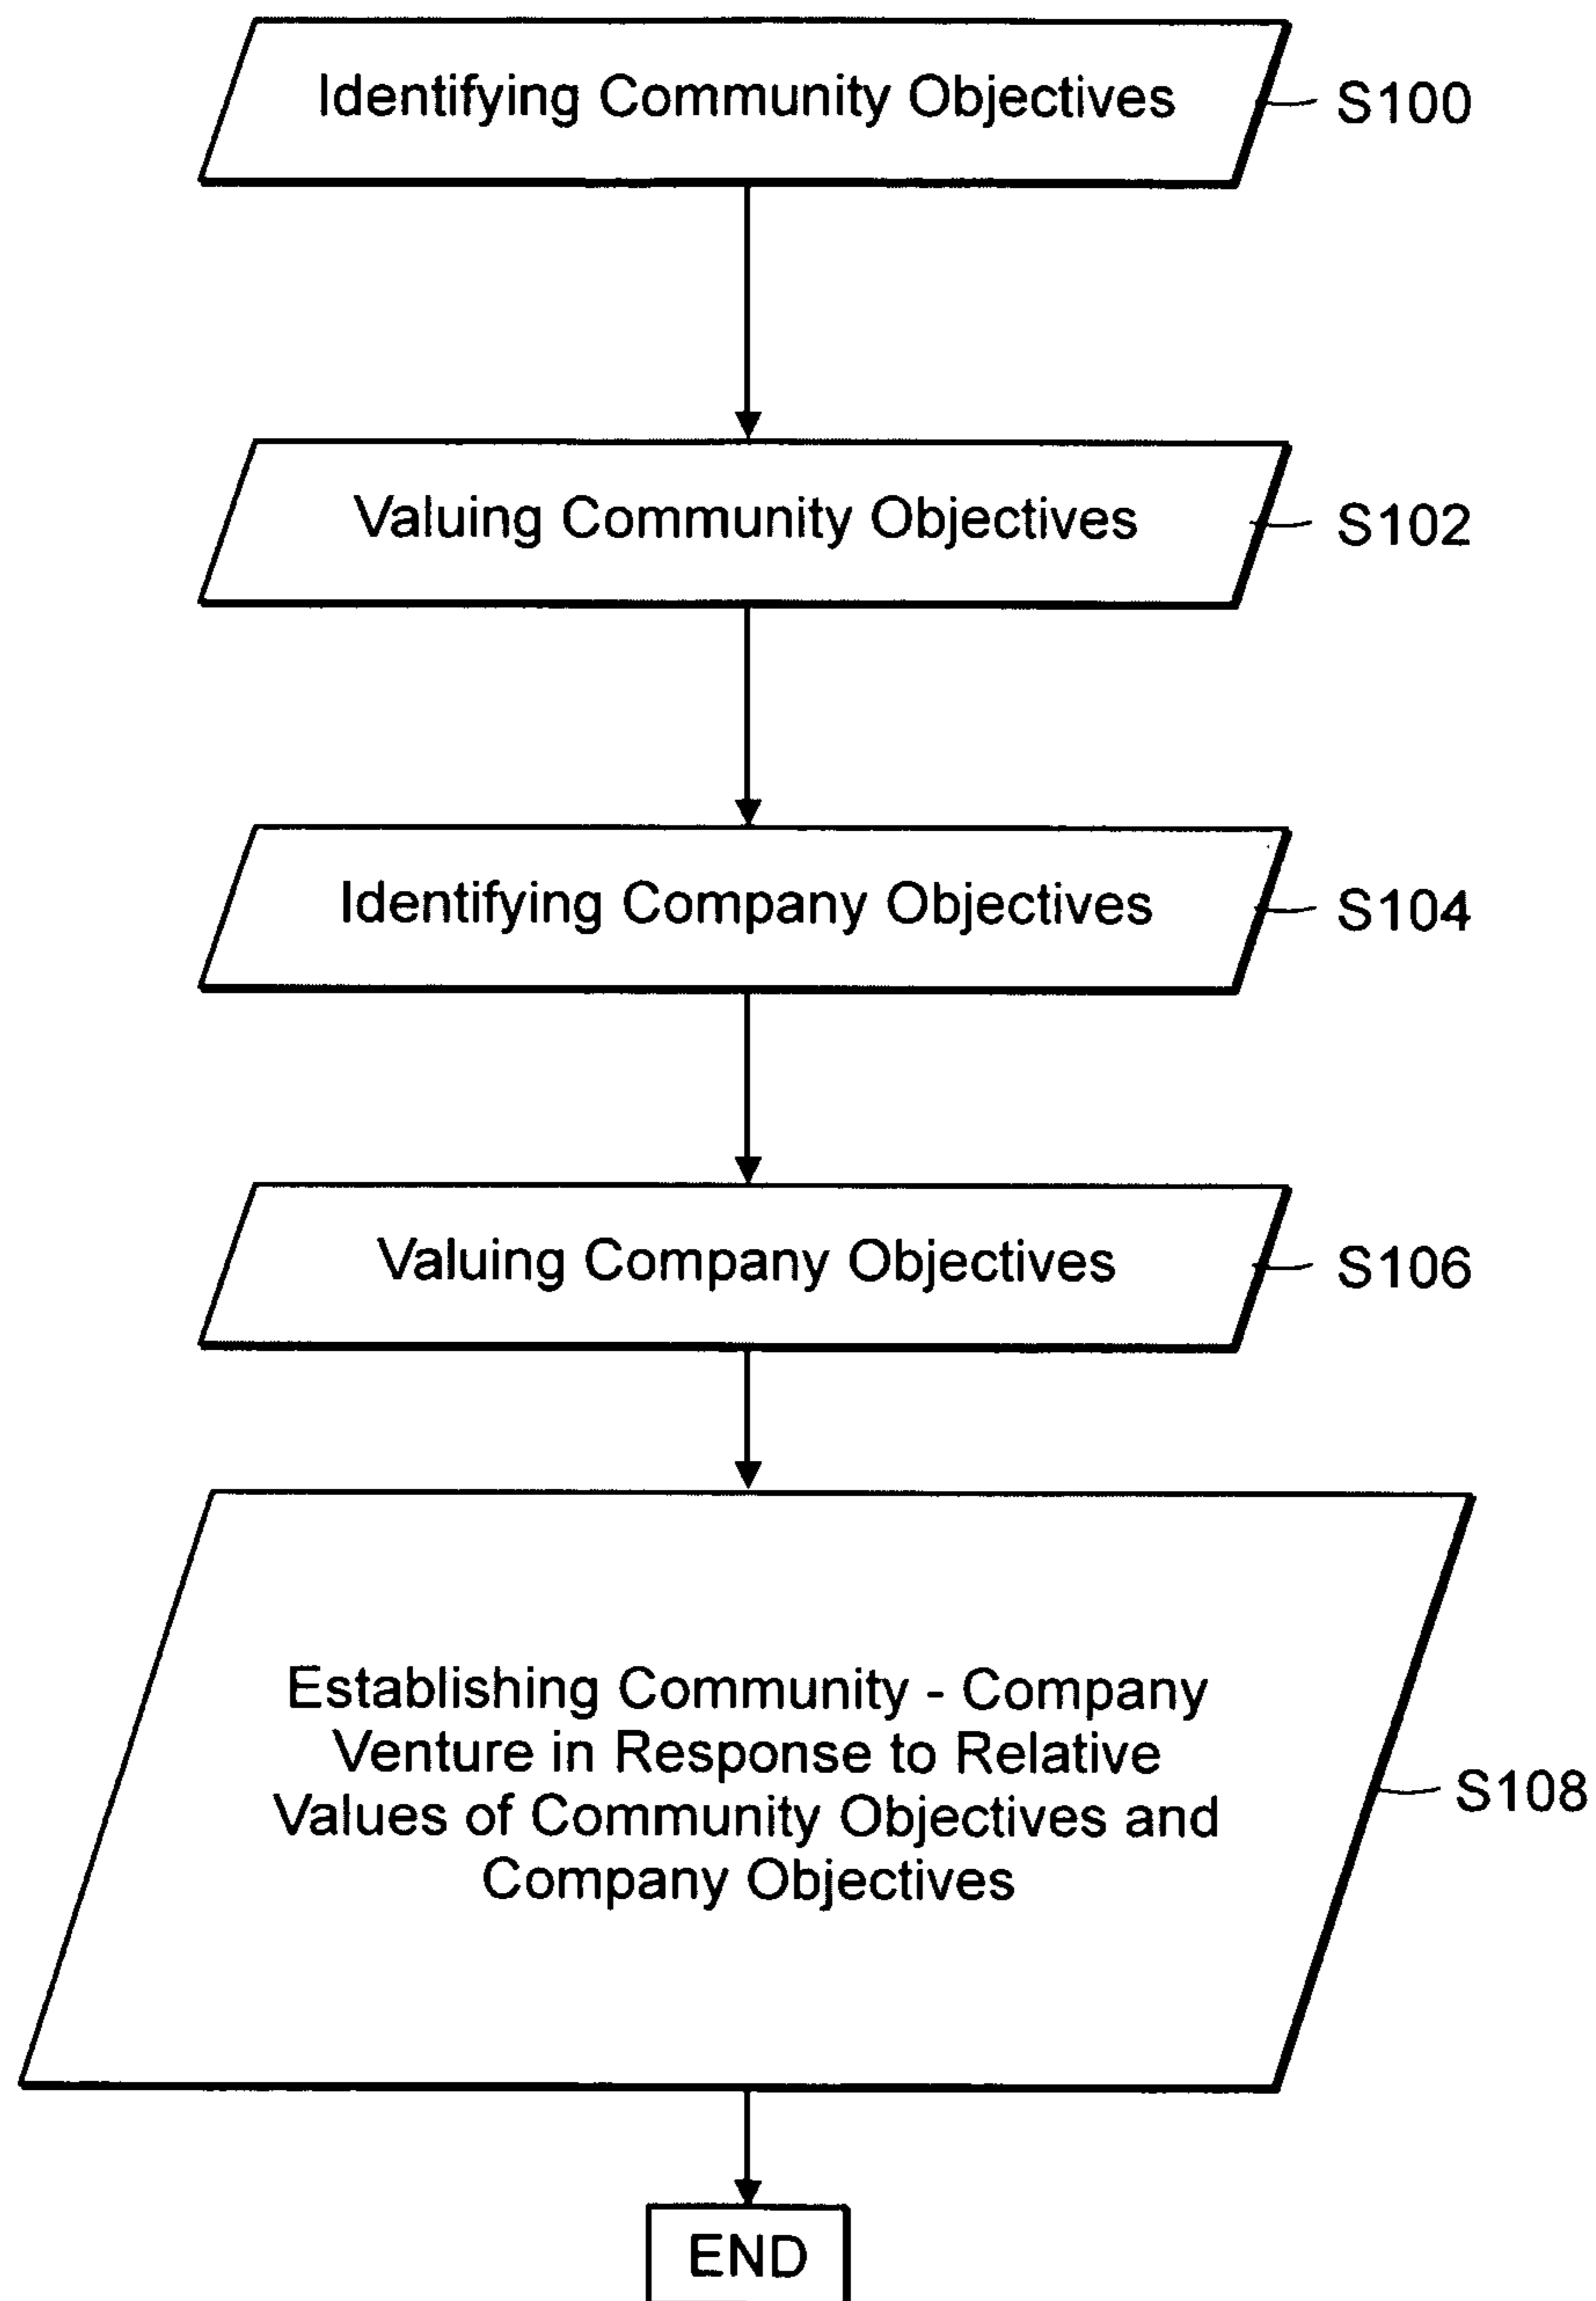 Identifying Community Objectives
S100
Valuing Community Objectives
S102
Identifying Company Objectives
S104
Valuing Company Objectives
S106
Establishing Community - Company
Venture in Response to Relative
Values of Community Objectives and
Company Objectives
S108
END